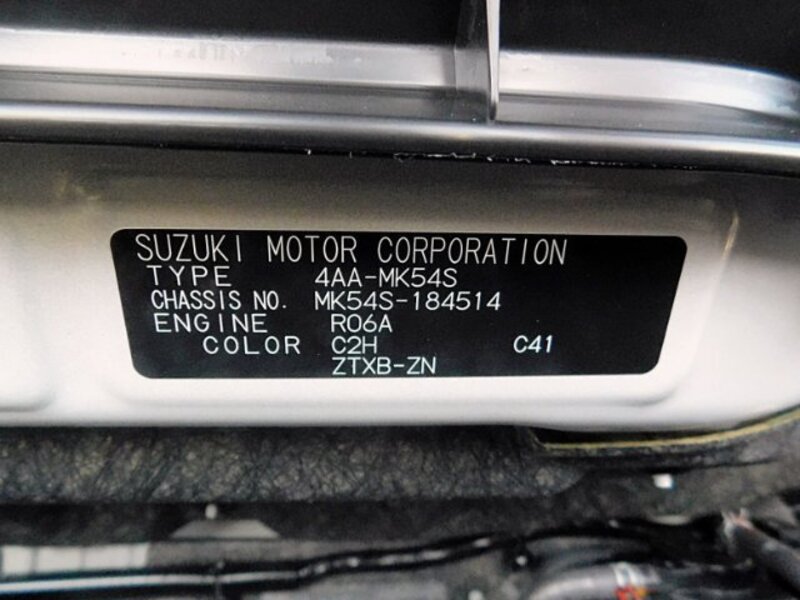 SUZUKI MOTOR CORPORATION
TYPE 4AA-MK54S
CHASSIS NO. MK54S-184514
ENGINE R06A
COLOR C2H C41
ZTXB-ZN